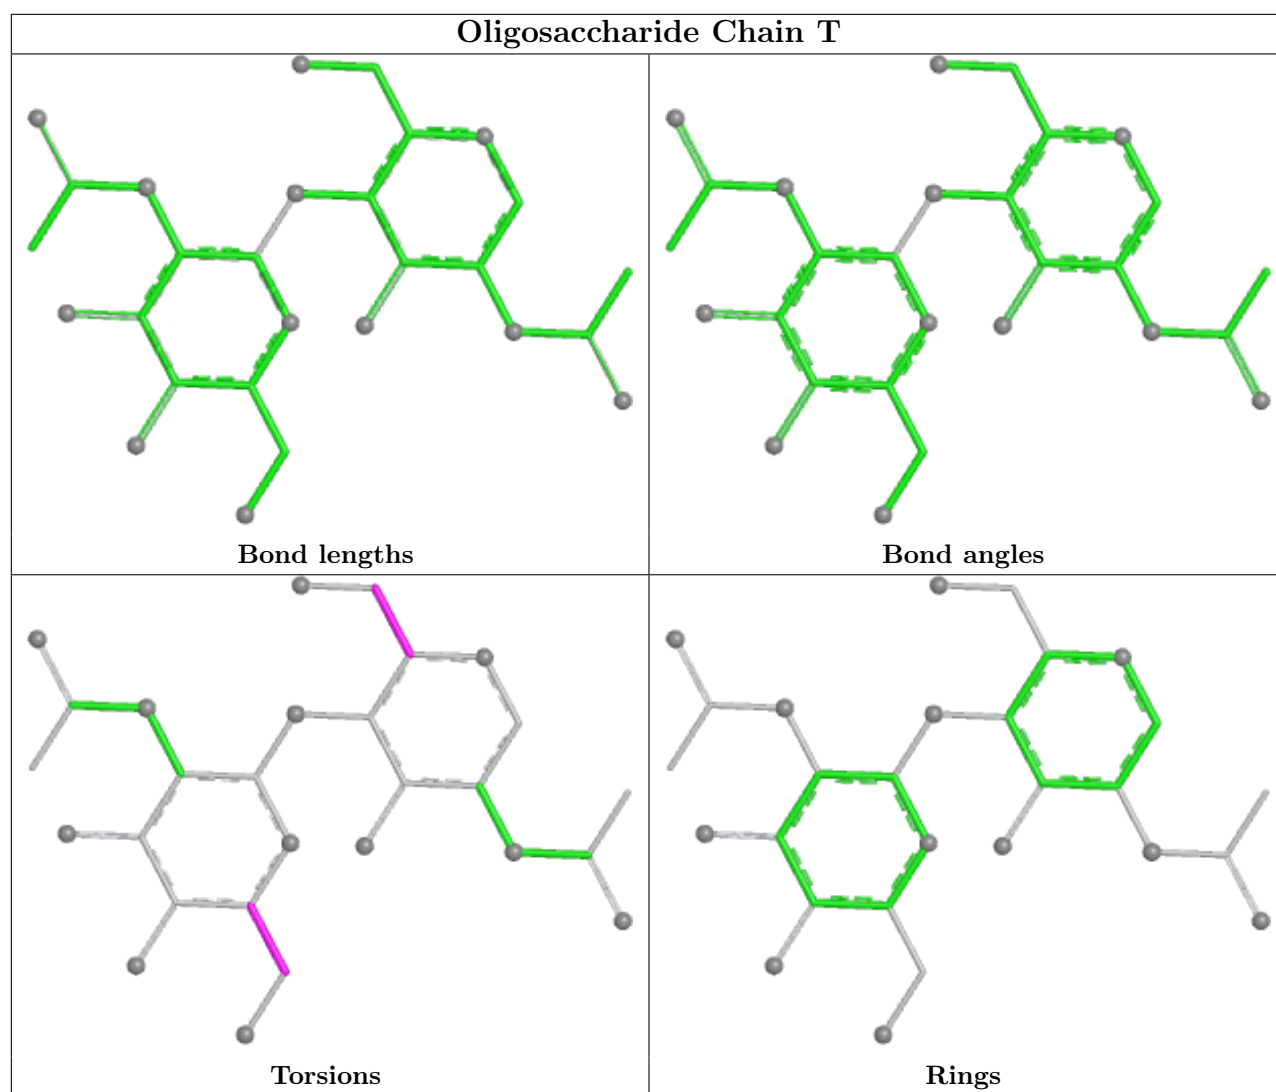 Oligosaccharide Chain T
Bond lengths
Bond angles
Torsions
Rings